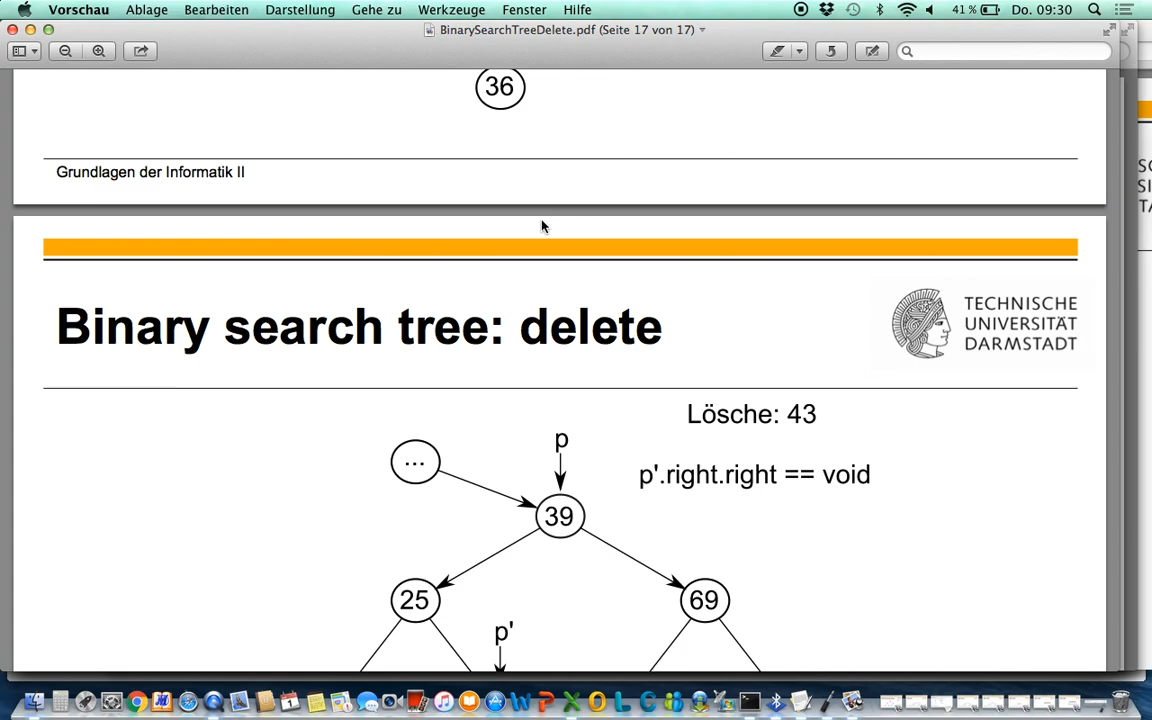 Vorschau Ablage Bearbeiten Darstellung Gehe zu Werkzeuge Fenster Hilfe 41 % Do. 09:30
BinarySearchTreeDelete.pdf (Seite 17 von 17)
36
Grundlagen der Informatik II
Binary search tree: delete
TECHNISCHE
UNIVERSITÄT
DARMSTADT
Lösche: 43
p
...
p'.right.right == void
39
25
69
p'